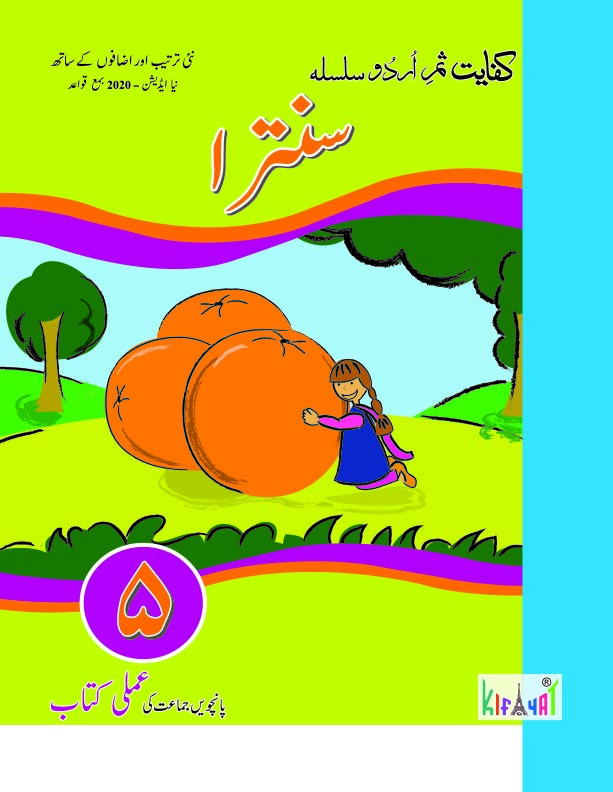 کفایت ثمرِ اُردُو سلسلہ
نئی ترتیب اور اضافوں کے ساتھ
نیا ایڈیشن – 2020 بمع قواعد
سنترا
۵
پانچویں جماعت کی عملی کتاب
KIFAYAT®